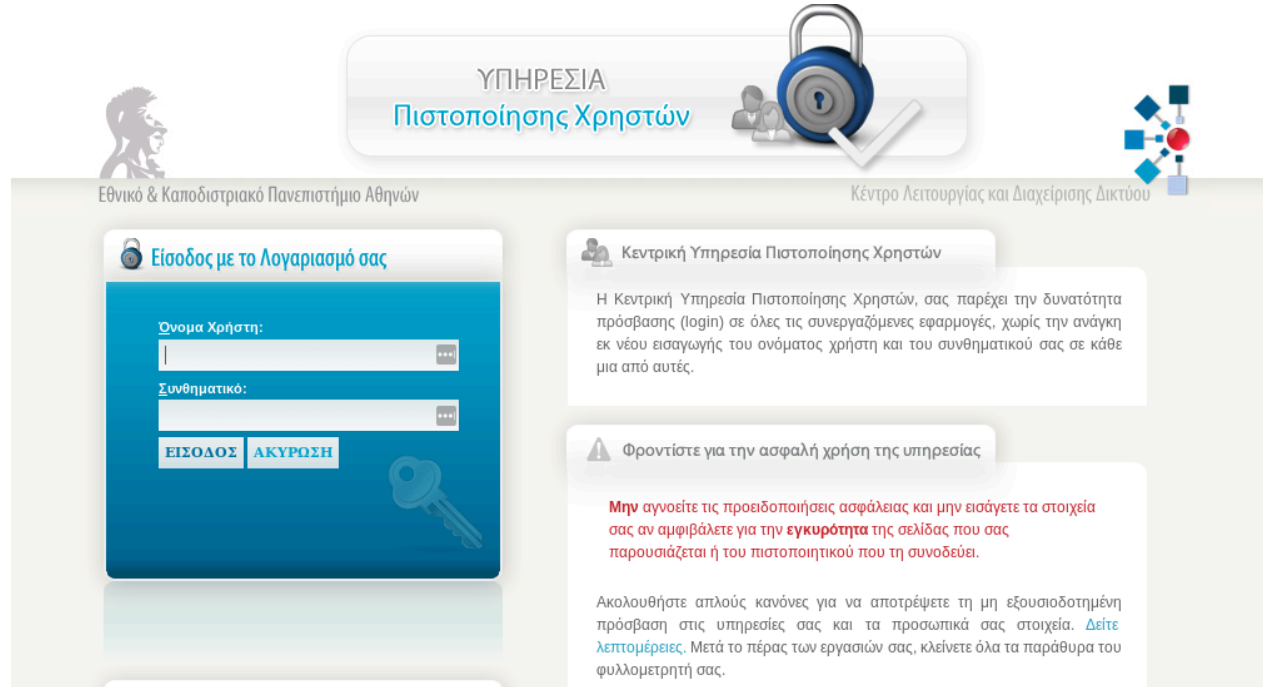 ΥΠΗΡΕΣΙΑ
Πιστοποίησης Χρηστών
Εθνικό & Καποδιστριακό Πανεπιστήμιο Αθηνών
Κέντρο Λειτουργίας και Διαχείρισης Δικτύου
Είσοδος με το Λογαριασμό σας
Όνομα Χρήστη:
Συνθηματικό:
ΕΙΣΟΔΟΣ ΑΚΥΡΩΣΗ
Κεντρική Υπηρεσία Πιστοποίησης Χρηστών
Η Κεντρική Υπηρεσία Πιστοποίησης Χρηστών, σας παρέχει την δυνατότητα
πρόσβασης (login) σε όλες τις συνεργαζόμενες εφαρμογές, χωρίς την ανάγκη
εκ νέου εισαγωγής του ονόματος χρήστη και του συνθηματικού σας σε κάθε
μια από αυτές.
Φροντίστε για την ασφαλή χρήση της υπηρεσίας
Μην αγνοείτε τις προειδοποιήσεις ασφάλειας και μην εισάγετε τα στοιχεία
σας αν αμφιβάλετε για την εγκυρότητα της σελίδας που σας
παρουσιάζεται ή του πιστοποιητικού που τη συνοδεύει.
Ακολουθήστε απλούς κανόνες για να αποτρέψετε τη μη εξουσιοδοτημένη
πρόσβαση στις υπηρεσίες σας και τα προσωπικά σας στοιχεία. Δείτε
λεπτομέρειες. Μετά το πέρας των εργασιών σας, κλείνετε όλα τα παράθυρα του
φυλλομετρητή σας.